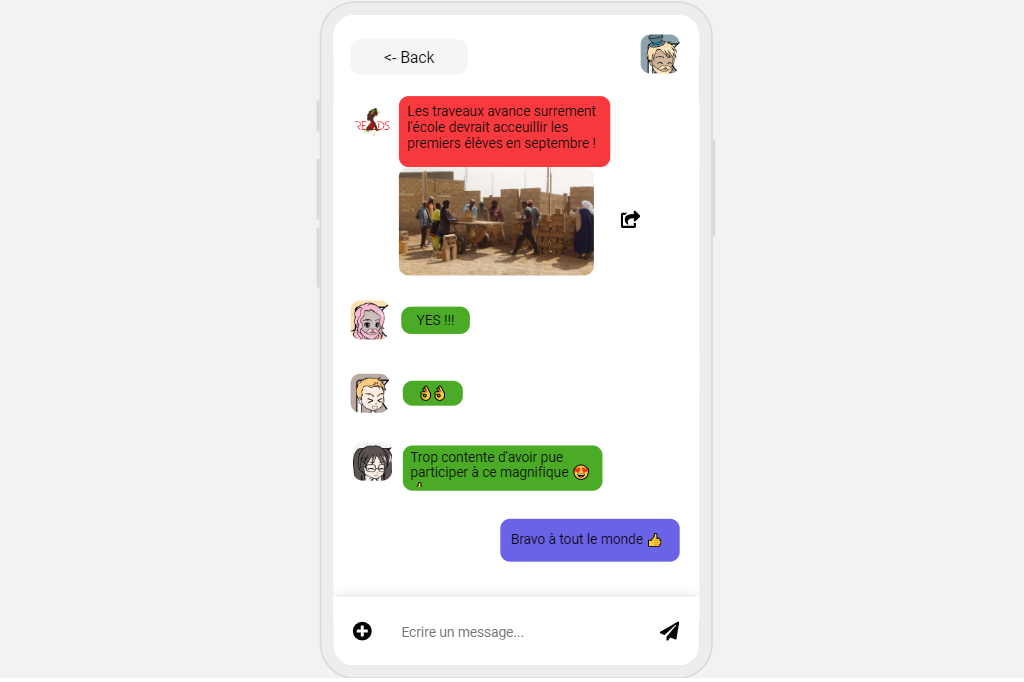 <- Back
READS
Les traveaux avance surrement
l'école devrait acceuillir les
premiers élèves en septembre !
YES !!!
👌👌
Trop contente d'avoir pue
participer à ce magnifique 😍
Bravo à tout le monde 👍
Ecrire un message...